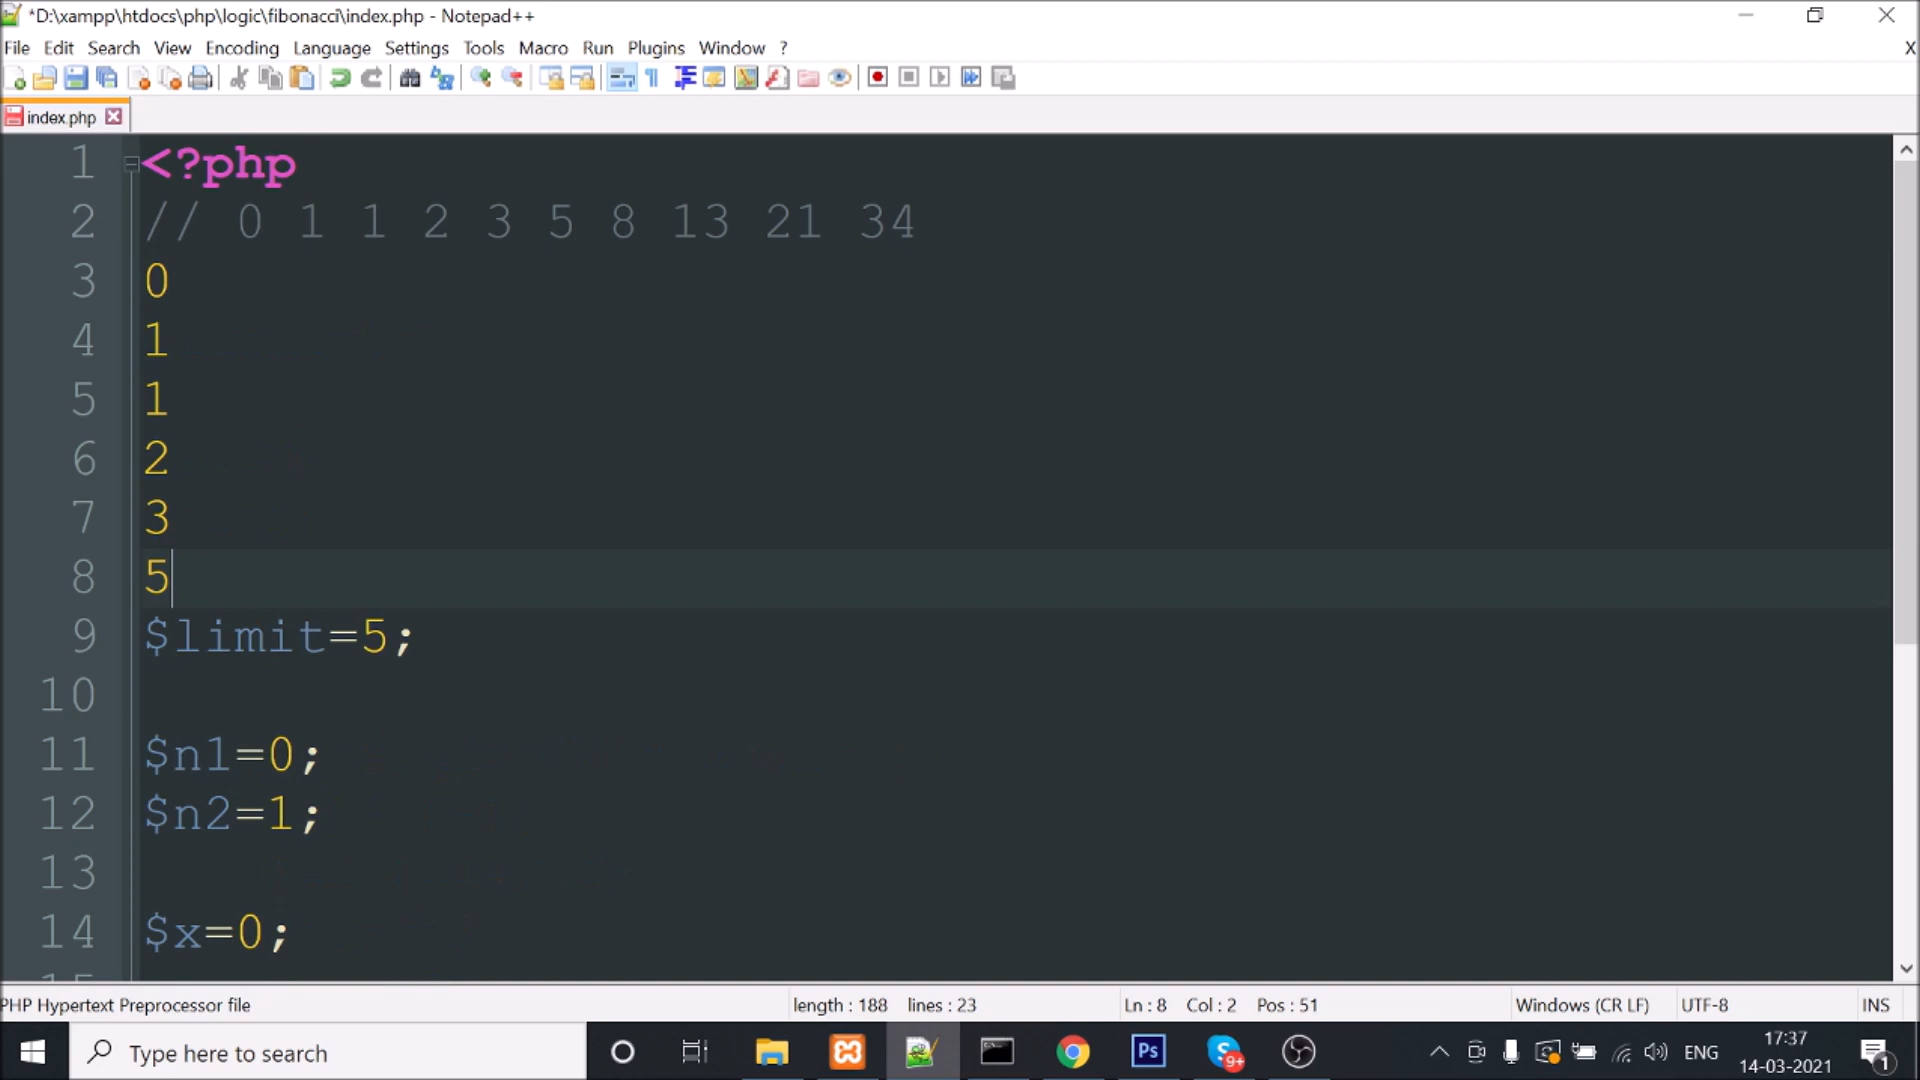 *D:\xampp\htdocs\php\logic\fibonacci\index.php - Notepad++
File Edit Search View Encoding Language Settings Tools Macro Run Plugins Window ?
X
index.php
1 <?php
2 // 0 1 1 2 3 5 8 13 21 34
3 0
4 1
5 1
6 2
7 3
8 5
9 $limit=5;
10
11 $n1=0;
12 $n2=1;
13
14 $x=0;
15
PHP Hypertext Preprocessor file length : 188 lines : 23 Ln : 8 Col : 2 Pos : 51 Windows (CR LF) UTF-8 INS
Type here to search
Ps
S 9+
ENG
17:37
14-03-2021
1